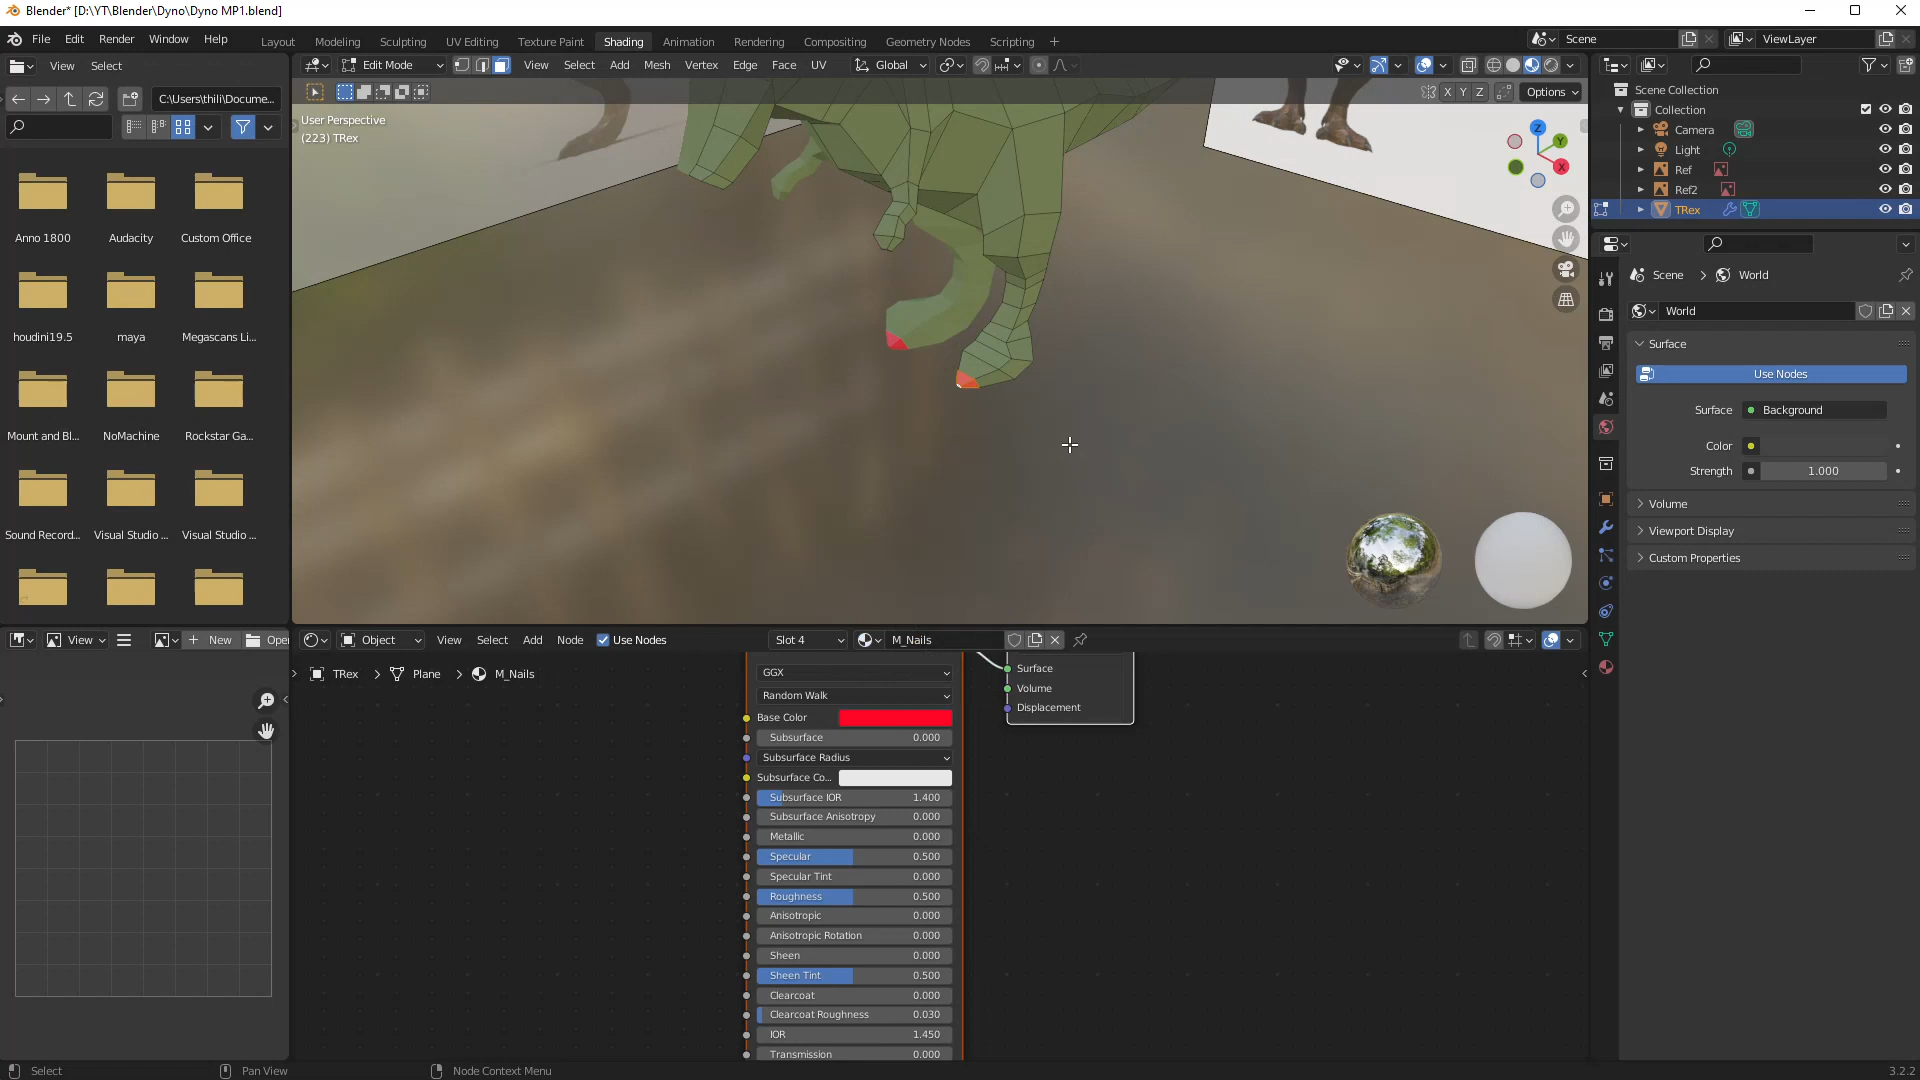 Blender* [D:\YT\Blender\Dyno\Dyno MP1.blend]
File Edit Render Window Help
Layout Modeling Sculpting UV Editing Texture Paint Shading Animation Rendering Compositing Geometry Nodes Scripting +
Scene
ViewLayer
View Select
Edit Mode View Select Add Mesh Vertex Edge Face UV Global
C:\Users\thili\Docume...
X Y Z Options
User Perspective
(223) TRex
Z
Y
X
Scene Collection
Collection
Camera
Light
Ref
Ref2
TRex
Anno 1800
Audacity
Custom Office
houdini19.5
maya
Megascans Li...
Mount and Bl...
NoMachine
Rockstar Ga...
Sound Record...
Visual Studio ...
Visual Studio ...
Scene > World
World
Surface
Use Nodes
Surface Background
Color
Strength 1.000
Volume
Viewport Display
Custom Properties
View + New Ope
Object View Select Add Node Use Nodes Slot 4 M_Nails
TRex > Plane > M_Nails
GGX
Random Walk
Base Color
Subsurface 0.000
Subsurface Radius
Subsurface Co...
Subsurface IOR 1.400
Subsurface Anisotropy 0.000
Metallic 0.000
Specular 0.500
Specular Tint 0.000
Roughness 0.500
Anisotropic 0.000
Anisotropic Rotation 0.000
Sheen 0.000
Sheen Tint 0.500
Clearcoat 0.000
Clearcoat Roughness 0.030
IOR 1.450
Transmission 0.000
Surface
Volume
Displacement
Select Pan View Node Context Menu 3.2.2